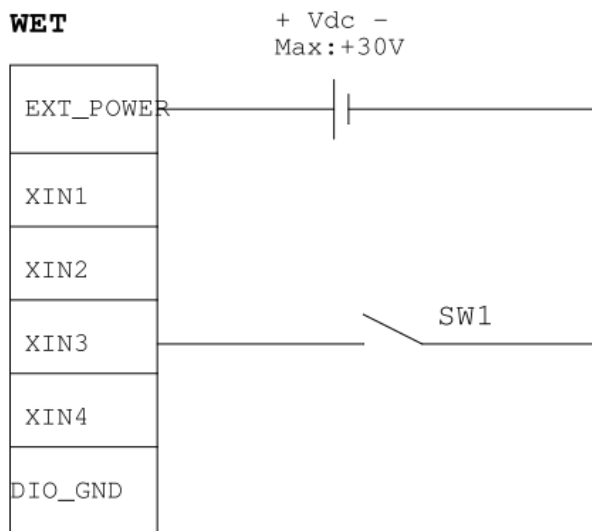 WET
+ Vdc -
Max:+30V
EXT_POWER
XIN1
XIN2
XIN3
SW1
XIN4
DIO_GND